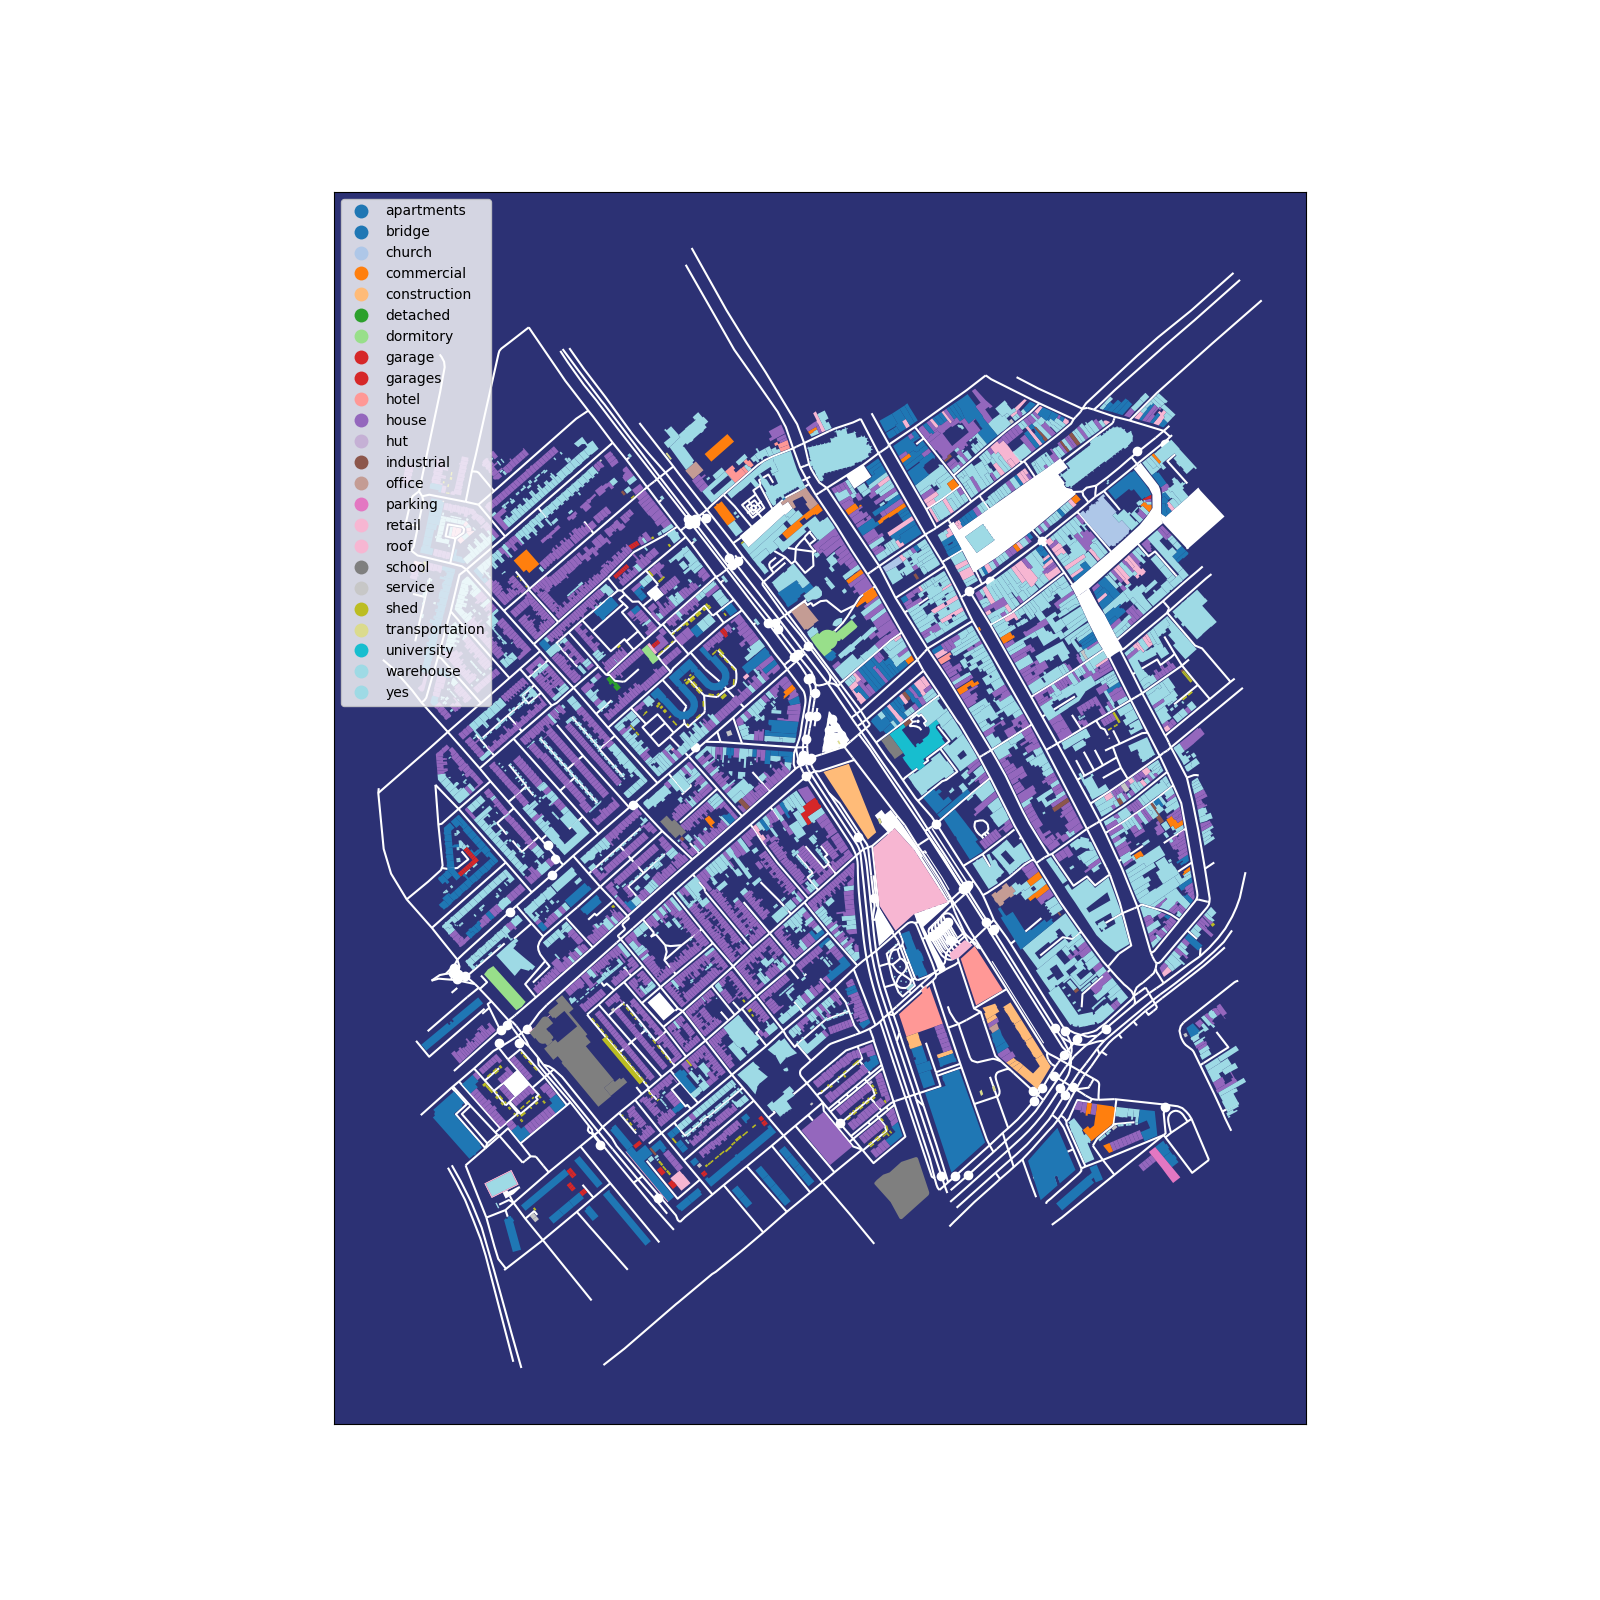 apartments
bridge
church
commercial
construction
detached
dormitory
garage
garages
hotel
house
hut
industrial
office
parking
retail
roof
school
service
shed
transportation
university
warehouse
yes